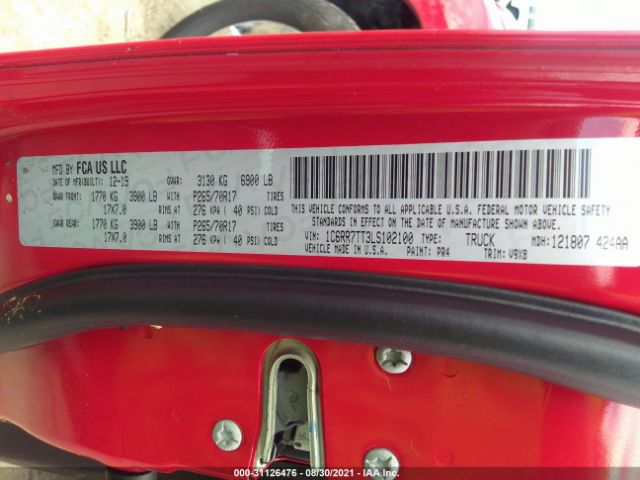 MFD BY FCA US LLC
DATE OF MFR(BUILT): 12-19 GVWR: 3130 KG 6900 LB
GAWR FRONT: 1770 KG 3900 LB WITH P265/70R17 TIRES
17X7.0 RIMS AT 276 KPA ( 40 PSI) COLD
GAWR REAR: 1770 KG 3900 LB WITH P265/70R17 TIRES
17X7.0 RIMS AT 276 KPA ( 40 PSI) COLD
THIS VEHICLE CONFORMS TO ALL APPLICABLE U.S.A. FEDERAL MOTOR VEHICLE SAFETY
STANDARDS IN EFFECT ON THE DATE OF MANUFACTURE SHOWN ABOVE.
VIN: 1C6RR7TT3LS102100 TYPE: TRUCK MDH: 121807 424AA
VEHICLE MADE IN U.S.A. PAINT: PR4 TRIM: V9XB
000-31126476 - 08/30/2021 - IAA Inc.